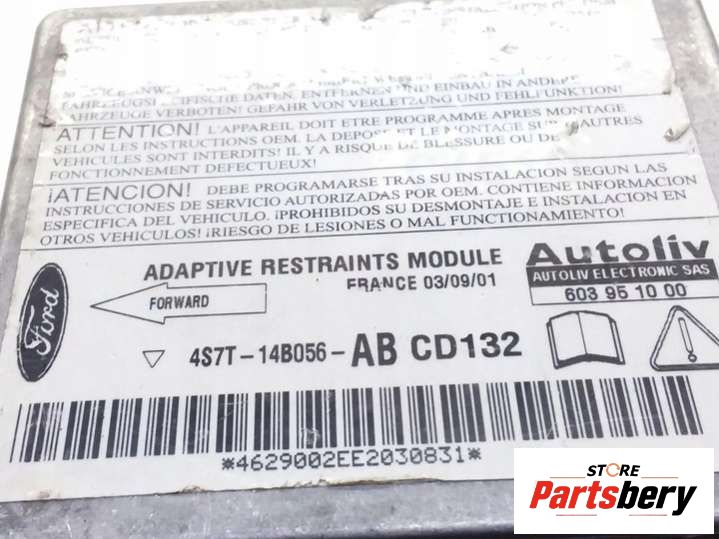 FAHRZEUGSPEZIFISCHE DATEN. ENTFERNEN UND EINBAU IN ANDERE
FAHRZEUGE VERBOTEN! GEFAHR VON VERLETZUNG UND FEHLFUNKTION!
ATTENTION! L'APPAREIL DOIT ETRE PROGRAMME APRES MONTAGE
SELON LES INSTRUCTIONS OEM. LA DEPOSE ET LE MONTAGE SUR D'AUTRES
VEHICULES SONT INTERDITS! IL Y A RISQUE DE BLESSURE OU DE
FONCTIONNEMENT DEFECTUEUX!
¡ATENCION! DEBE PROGRAMARSE TRAS SU INSTALACION SEGUN LAS
INSTRUCCIONES DE SERVICIO AUTORIZADAS POR OEM. CONTIENE INFORMACION
ESPECIFICA DEL VEHICULO. ¡PROHIBIDOS SU DESMONTAJE E INSTALACION EN
OTROS VEHICULOS! ¡RIESGO DE LESIONES O MAL FUNCIONAMIENTO!
Ford
FORWARD
ADAPTIVE RESTRAINTS MODULE
FRANCE 03/09/01
Autoliv
AUTOLIV ELECTRONIC SAS
603 95 10 00
4S7T-14B056-AB CD132
*4629002EE2030831*
STORE
Partsbery